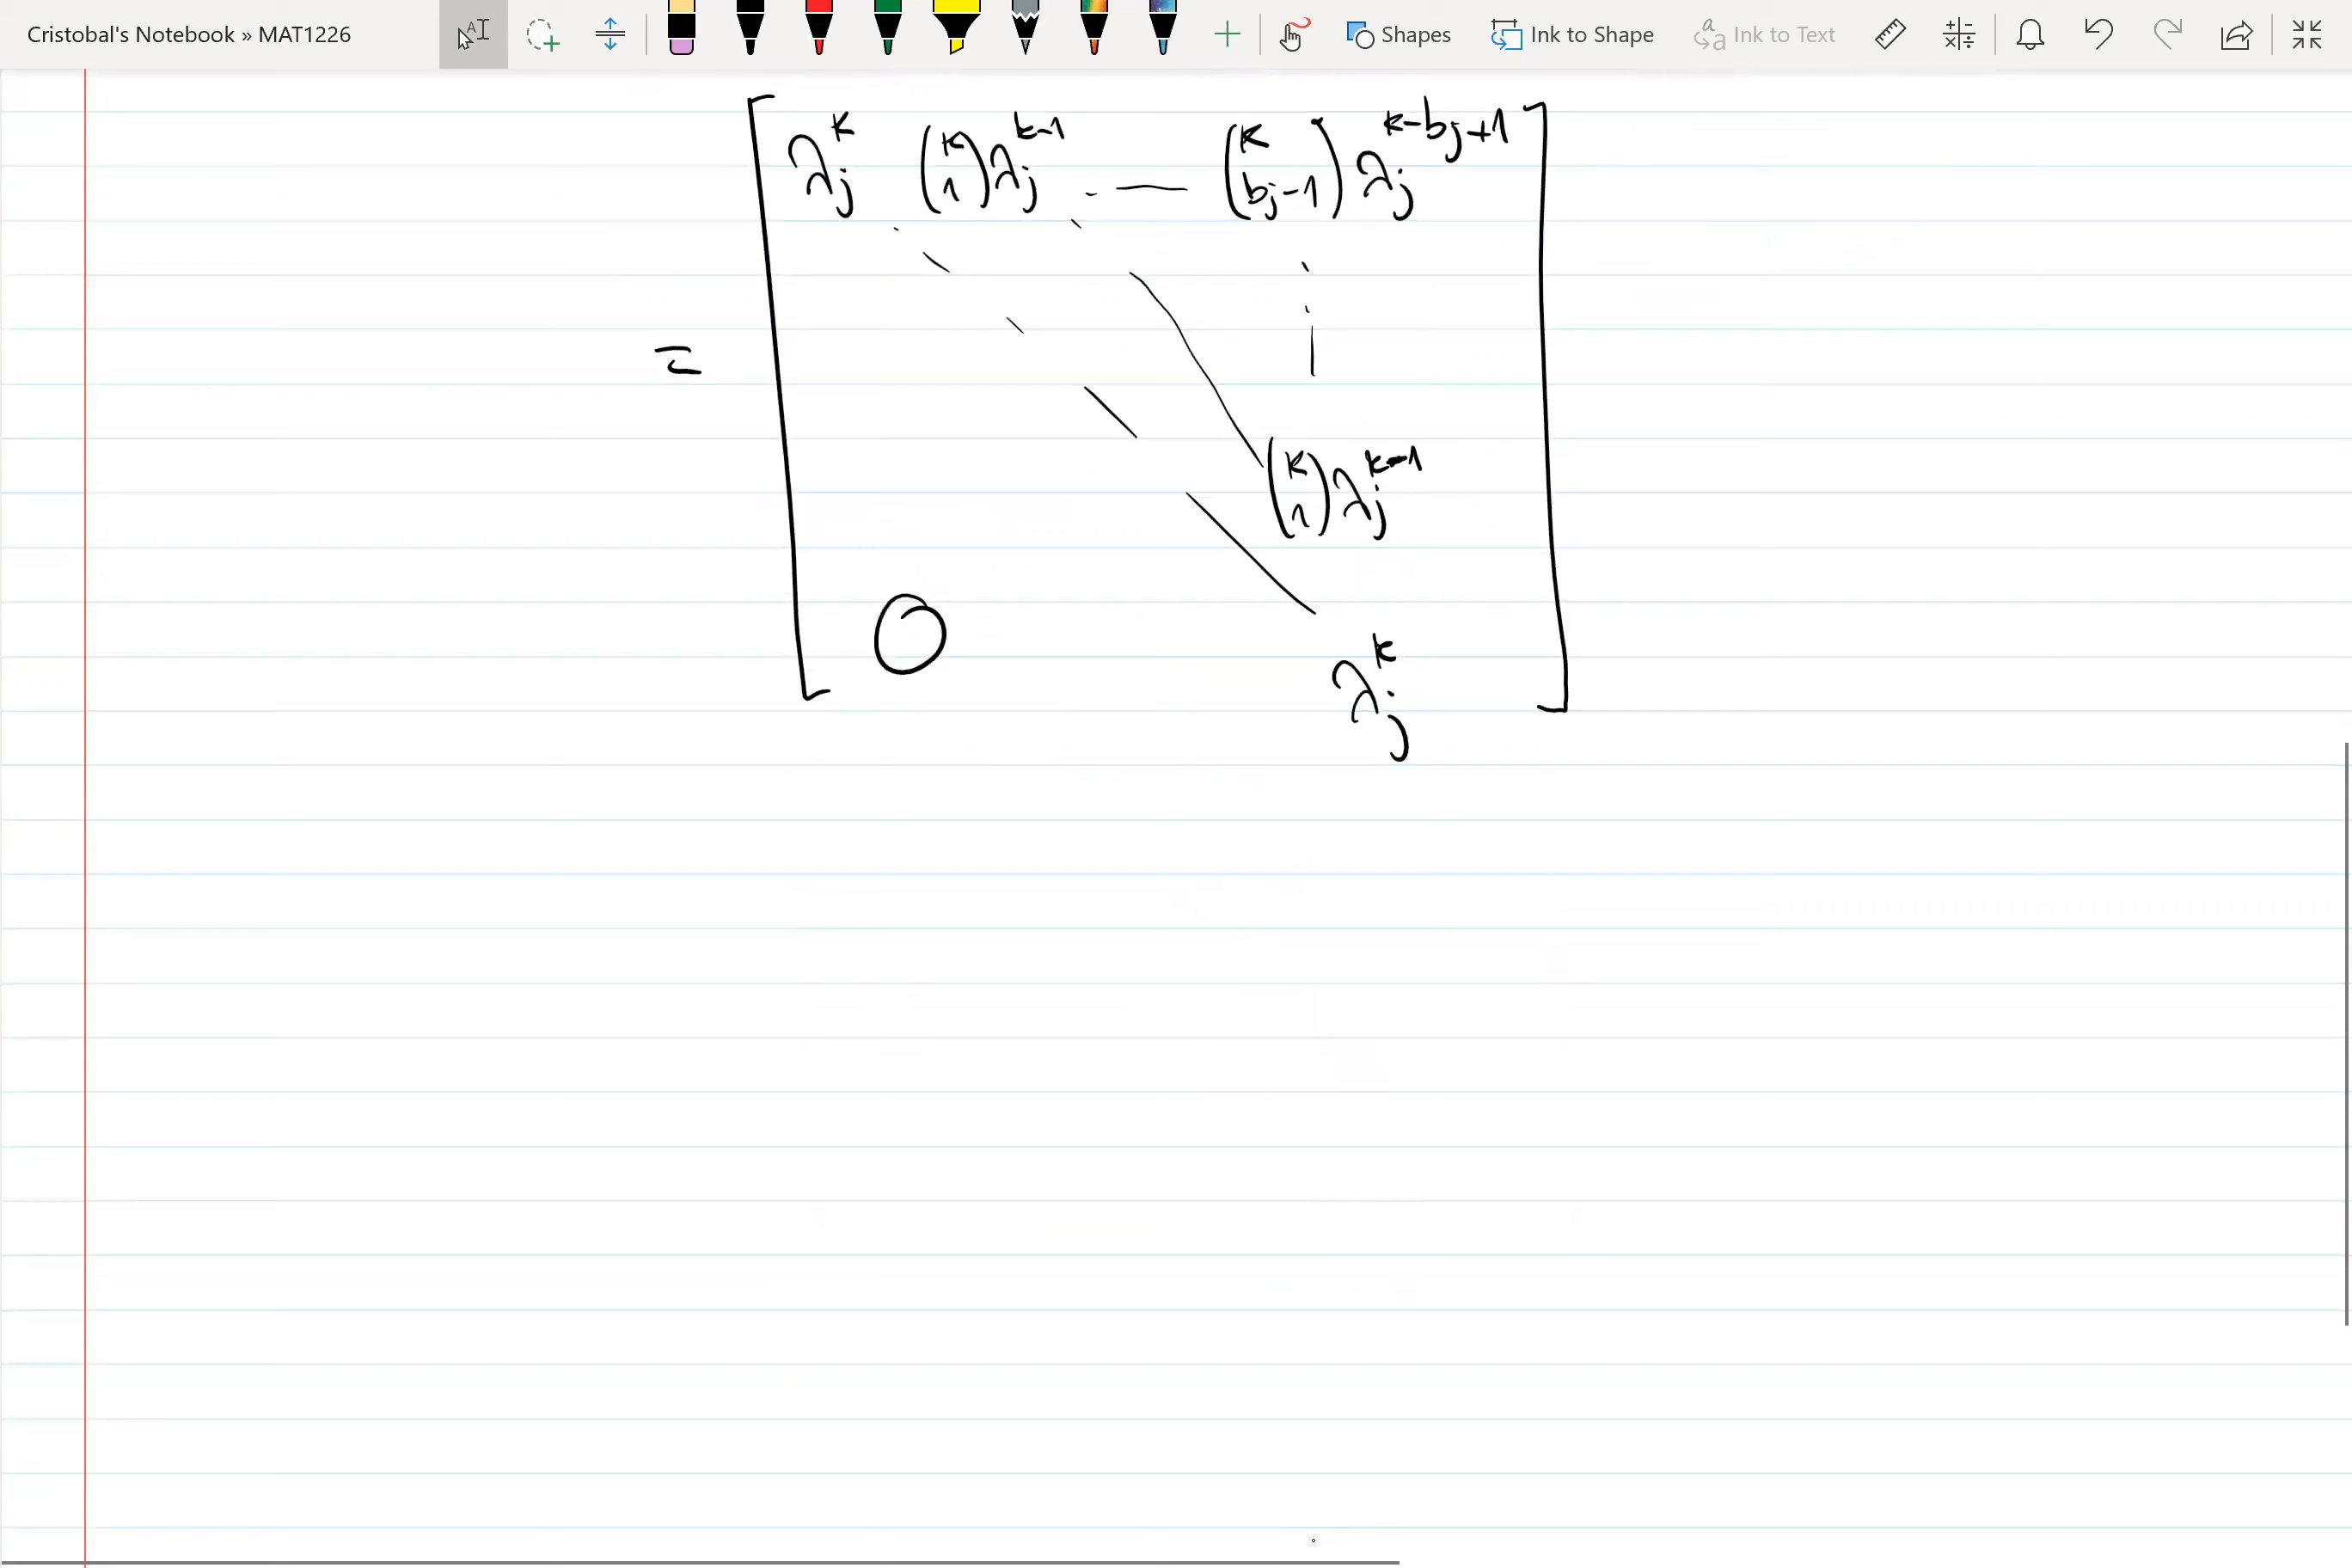 Cristobal's Notebook » MAT1226 Shapes Ink to Shape Ink to Text
= [ λ_j^k (k 1) λ_j^{k-1} . — (k b_j-1) λ_j^{k-b_j+1} ]
(k 1) λ_j^{k-1}
0
λ_j^k